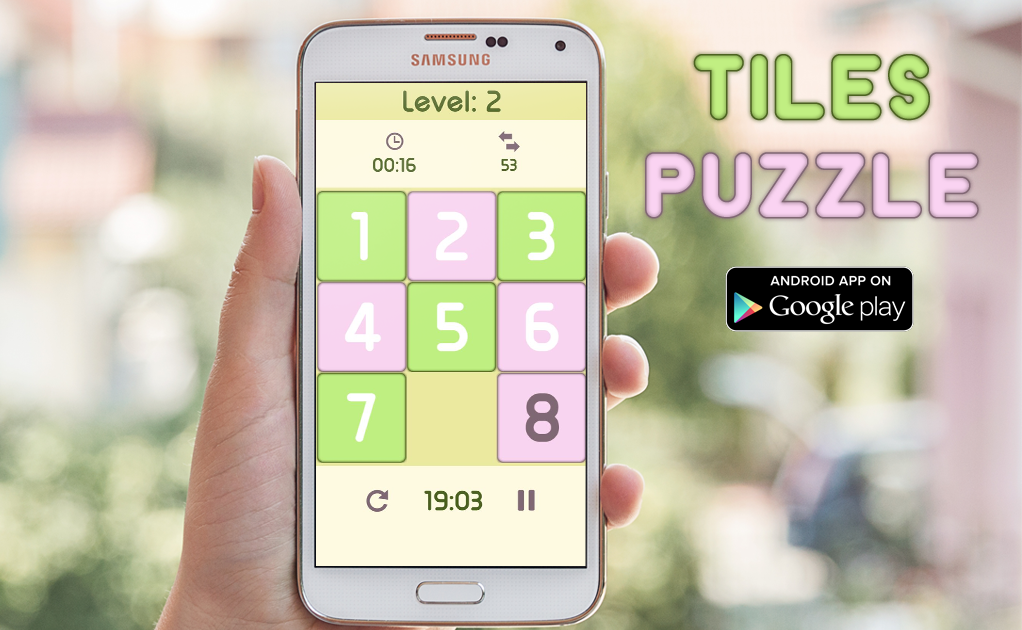 SAMSUNG
Level: 2
00:16 53
1 2 3
4 5 6
7 8
19:03
TILES
PUZZLE
ANDROID APP ON
Google play